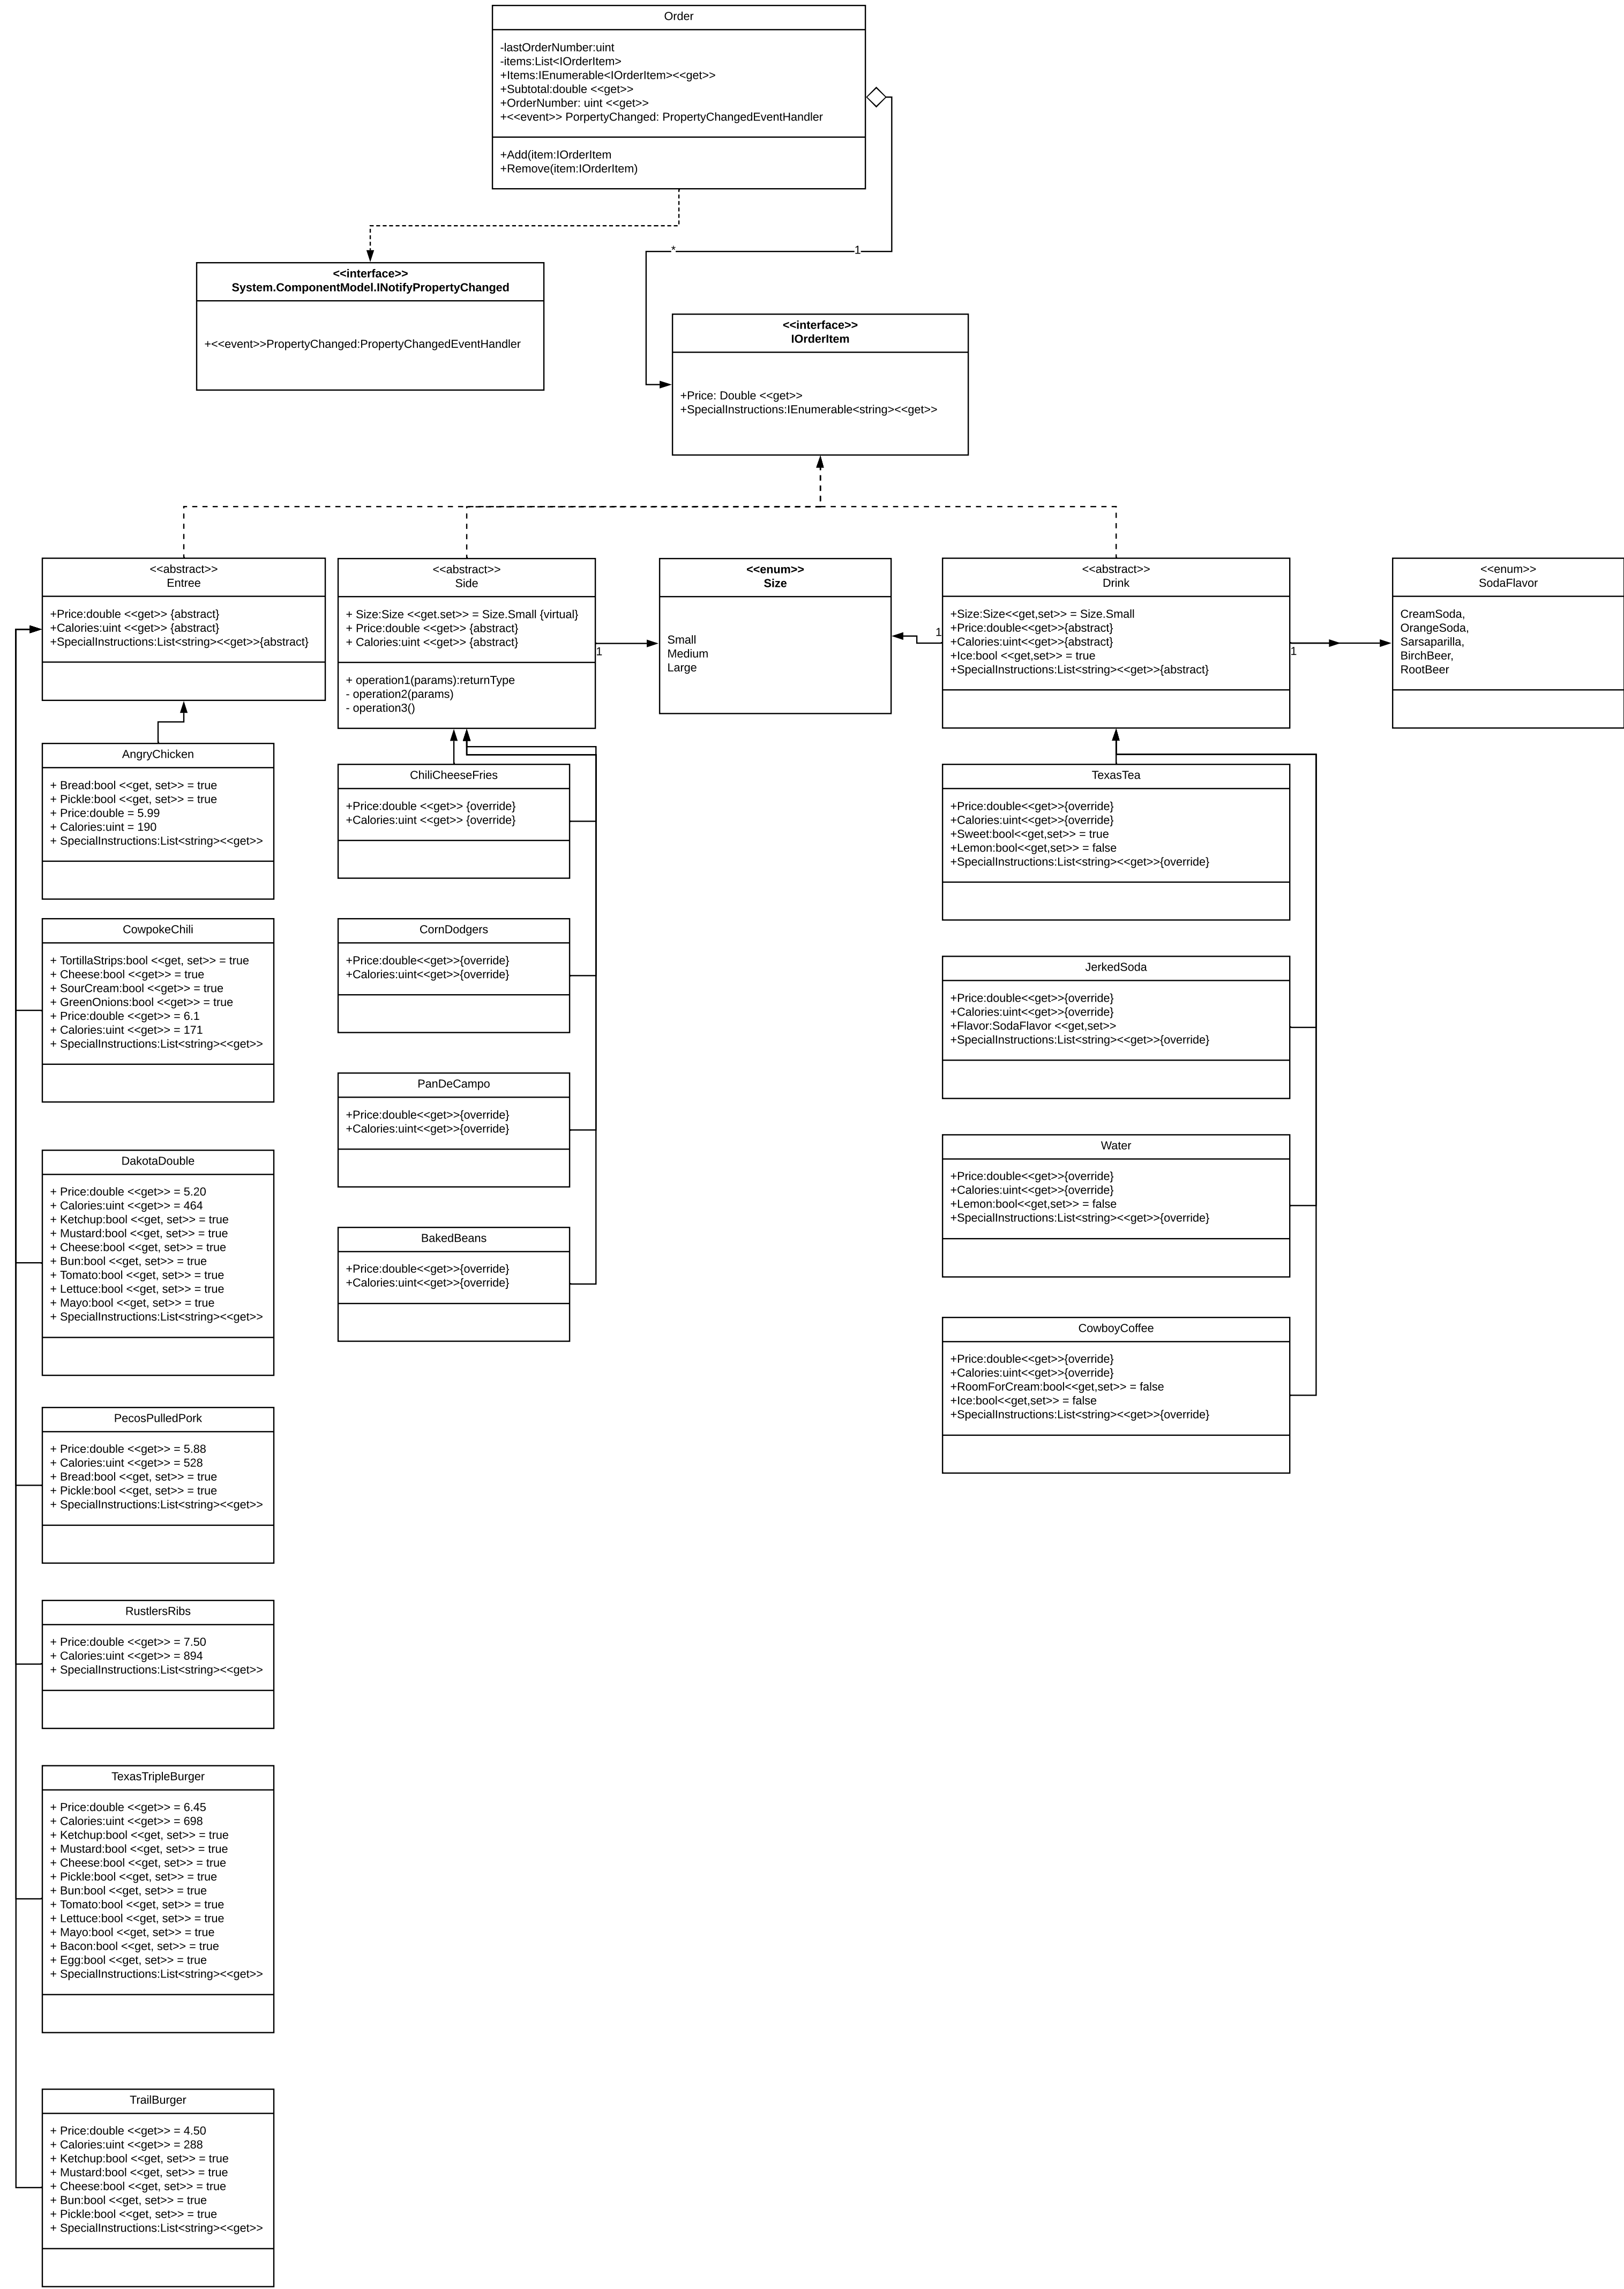 Order
-lastOrderNumber:uint
-items:List<IOrderItem>
+Items:IEnumerable<IOrderItem><<get>>
+Subtotal:double <<get>>
+OrderNumber: uint <<get>>
+<<event>> PorpertyChanged: PropertyChangedEventHandler
+Add(item:IOrderItem
+Remove(item:IOrderItem)
*
1
<<interface>>
System.ComponentModel.INotifyPropertyChanged
+<<event>>PropertyChanged:PropertyChangedEventHandler
<<interface>>
IOrderItem
+Price: Double <<get>>
+SpecialInstructions:IEnumerable<string><<get>>
<<abstract>>
Entree
+Price:double <<get>> {abstract}
+Calories:uint <<get>> {abstract}
+SpecialInstructions:List<string><<get>>{abstract}
<<abstract>>
Side
+ Size:Size <<get.set>> = Size.Small {virtual}
+ Price:double <<get>> {abstract}
+ Calories:uint <<get>> {abstract}
+ operation1(params):returnType
- operation2(params)
- operation3()
1
<<enum>>
Size
Small
Medium
Large
1
<<abstract>>
Drink
+Size:Size<<get,set>> = Size.Small
+Price:double<<get>>{abstract}
+Calories:uint<<get>>{abstract}
+Ice:bool <<get,set>> = true
+SpecialInstructions:List<string><<get>>{abstract}
1
<<enum>>
SodaFlavor
CreamSoda,
OrangeSoda,
Sarsaparilla,
BirchBeer,
RootBeer
AngryChicken
+ Bread:bool <<get, set>> = true
+ Pickle:bool <<get, set>> = true
+ Price:double = 5.99
+ Calories:uint = 190
+ SpecialInstructions:List<string><<get>>
CowpokeChili
+ TortillaStrips:bool <<get, set>> = true
+ Cheese:bool <<get>> = true
+ SourCream:bool <<get>> = true
+ GreenOnions:bool <<get>> = true
+ Price:double <<get>> = 6.1
+ Calories:uint <<get>> = 171
+ SpecialInstructions:List<string><<get>>
DakotaDouble
+ Price:double <<get>> = 5.20
+ Calories:uint <<get>> = 464
+ Ketchup:bool <<get, set>> = true
+ Mustard:bool <<get, set>> = true
+ Cheese:bool <<get, set>> = true
+ Bun:bool <<get, set>> = true
+ Tomato:bool <<get, set>> = true
+ Lettuce:bool <<get, set>> = true
+ Mayo:bool <<get, set>> = true
+ SpecialInstructions:List<string><<get>>
PecosPulledPork
+ Price:double <<get>> = 5.88
+ Calories:uint <<get>> = 528
+ Bread:bool <<get, set>> = true
+ Pickle:bool <<get, set>> = true
+ SpecialInstructions:List<string><<get>>
RustlersRibs
+ Price:double <<get>> = 7.50
+ Calories:uint <<get>> = 894
+ SpecialInstructions:List<string><<get>>
TexasTripleBurger
+ Price:double <<get>> = 6.45
+ Calories:uint <<get>> = 698
+ Ketchup:bool <<get, set>> = true
+ Mustard:bool <<get, set>> = true
+ Cheese:bool <<get, set>> = true
+ Pickle:bool <<get, set>> = true
+ Bun:bool <<get, set>> = true
+ Tomato:bool <<get, set>> = true
+ Lettuce:bool <<get, set>> = true
+ Mayo:bool <<get, set>> = true
+ Bacon:bool <<get, set>> = true
+ Egg:bool <<get, set>> = true
+ SpecialInstructions:List<string><<get>>
TrailBurger
+ Price:double <<get>> = 4.50
+ Calories:uint <<get>> = 288
+ Ketchup:bool <<get, set>> = true
+ Mustard:bool <<get, set>> = true
+ Cheese:bool <<get, set>> = true
+ Bun:bool <<get, set>> = true
+ Pickle:bool <<get, set>> = true
+ SpecialInstructions:List<string><<get>>
ChiliCheeseFries
+Price:double <<get>> {override}
+Calories:uint <<get>> {override}
CornDodgers
+Price:double<<get>>{override}
+Calories:uint<<get>>{override}
PanDeCampo
+Price:double<<get>>{override}
+Calories:uint<<get>>{override}
BakedBeans
+Price:double<<get>>{override}
+Calories:uint<<get>>{override}
TexasTea
+Price:double<<get>>{override}
+Calories:uint<<get>>{override}
+Sweet:bool<<get,set>> = true
+Lemon:bool<<get,set>> = false
+SpecialInstructions:List<string><<get>>{override}
JerkedSoda
+Price:double<<get>>{override}
+Calories:uint<<get>>{override}
+Flavor:SodaFlavor <<get,set>>
+SpecialInstructions:List<string><<get>>{override}
Water
+Price:double<<get>>{override}
+Calories:uint<<get>>{override}
+Lemon:bool<<get,set>> = false
+SpecialInstructions:List<string><<get>>{override}
CowboyCoffee
+Price:double<<get>>{override}
+Calories:uint<<get>>{override}
+RoomForCream:bool<<get,set>> = false
+Ice:bool<<get,set>> = false
+SpecialInstructions:List<string><<get>>{override}